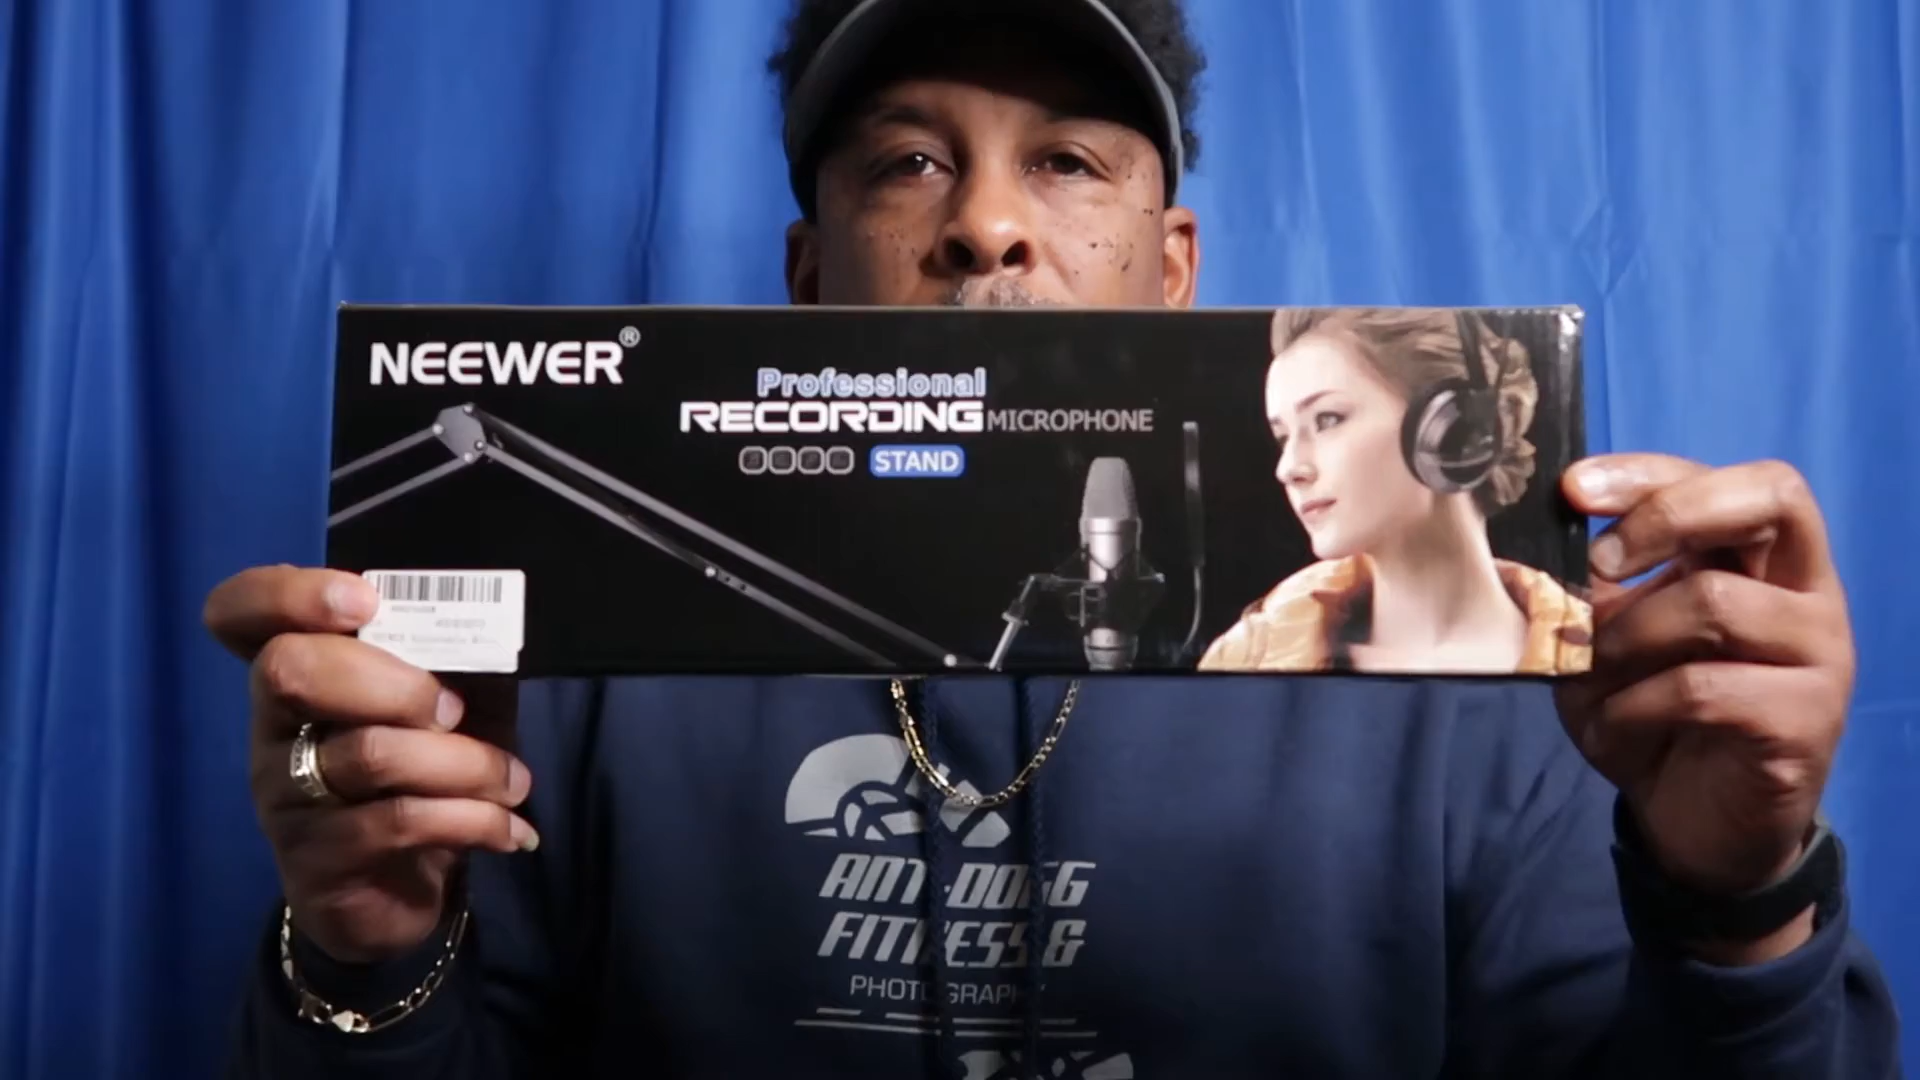 NEEWER®
Professional
RECORDING MICROPHONE
STAND
ANT-DOGG
FITNESS &
PHOTOGRAPHY